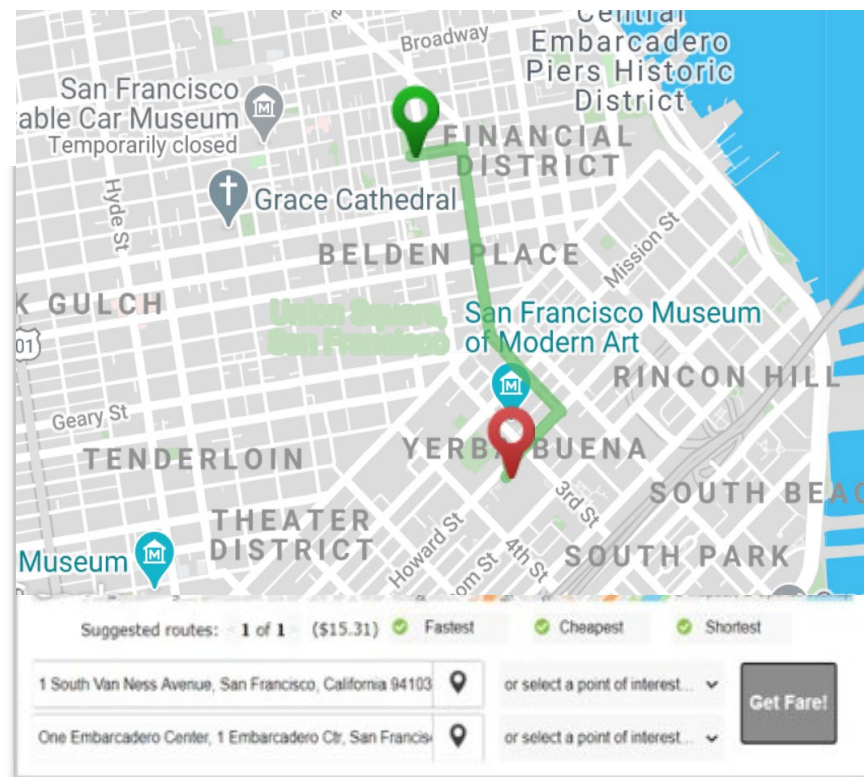 Central
Embarcadero
Piers Historic
District
Broadway
San Francisco
able Car Museum
Temporarily closed
FINANCIAL
DISTRICT
Hyde St
Grace Cathedral
Mission St
BELDEN PLACE
K GULCH
Union Square,
San Francisco
San Francisco Museum
of Modern Art
01
RINCON HILL
Geary St
YERBA BUENA
TENDERLOIN
SOUTH BEAC
3rd St
THEATER
DISTRICT
Howard St
4th St
SOUTH PARK
Museum
om St
Suggested routes: 1 of 1 ($15.31) Fastest Cheapest Shortest
1 South Van Ness Avenue, San Francisco, California 94103 or select a point of interest...
Get Fare!
One Embarcadero Center, 1 Embarcadero Ctr, San Francis or select a point of interest...